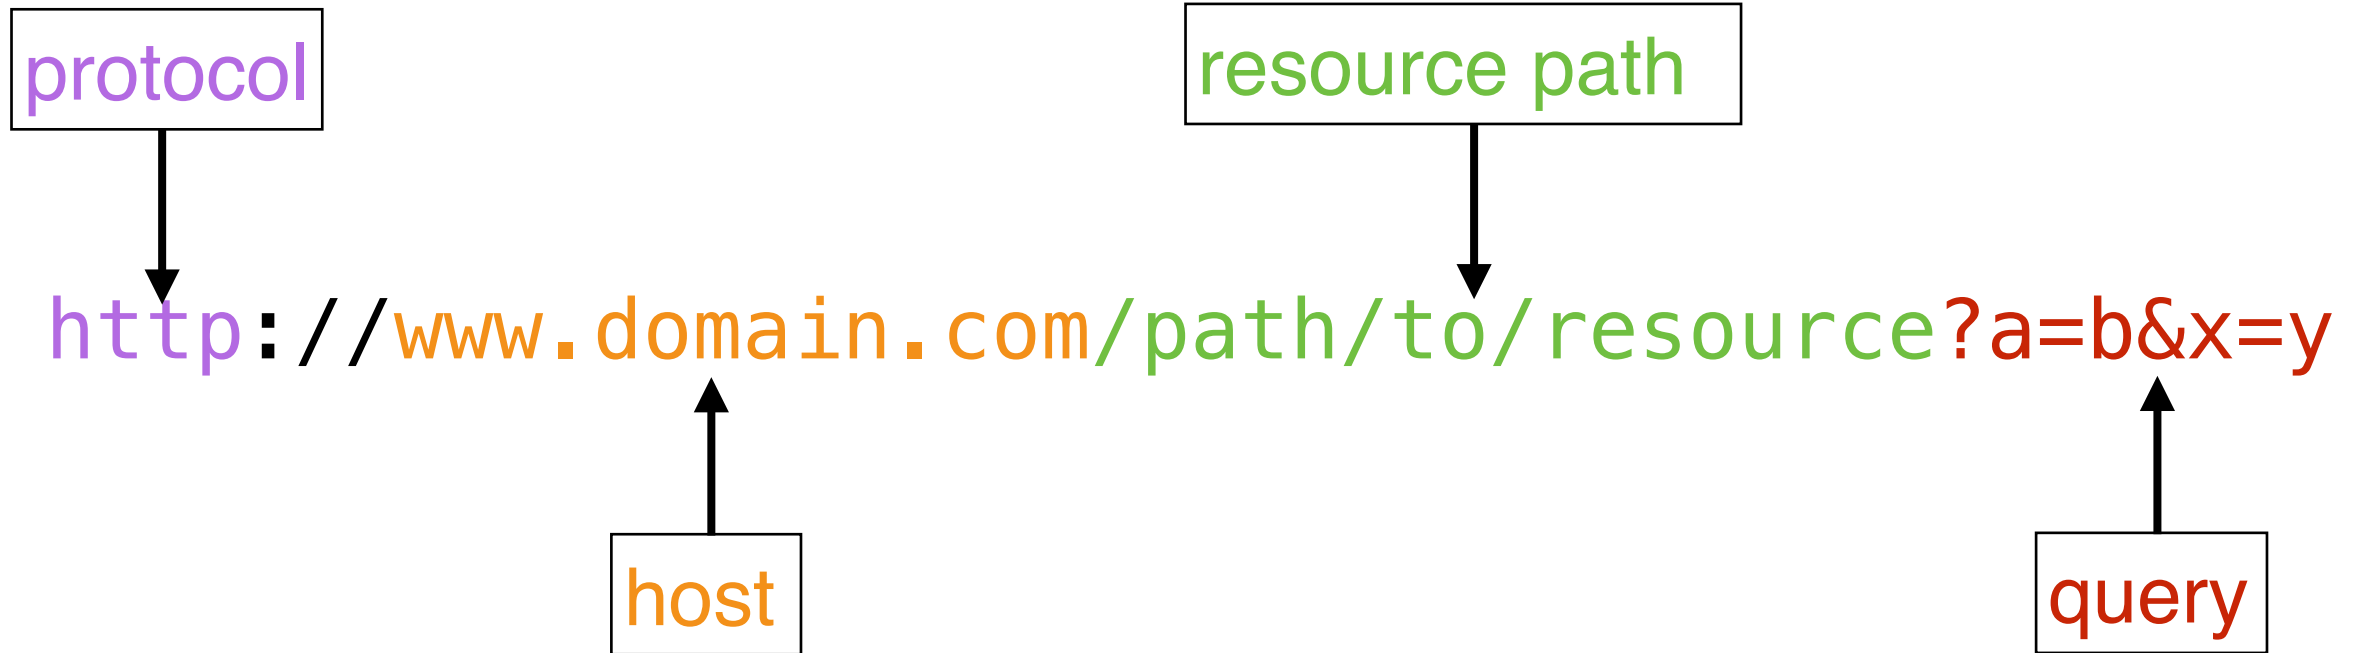 protocol
resource path
http://www.domain.com/path/to/resource?a=b&x=y
host
query